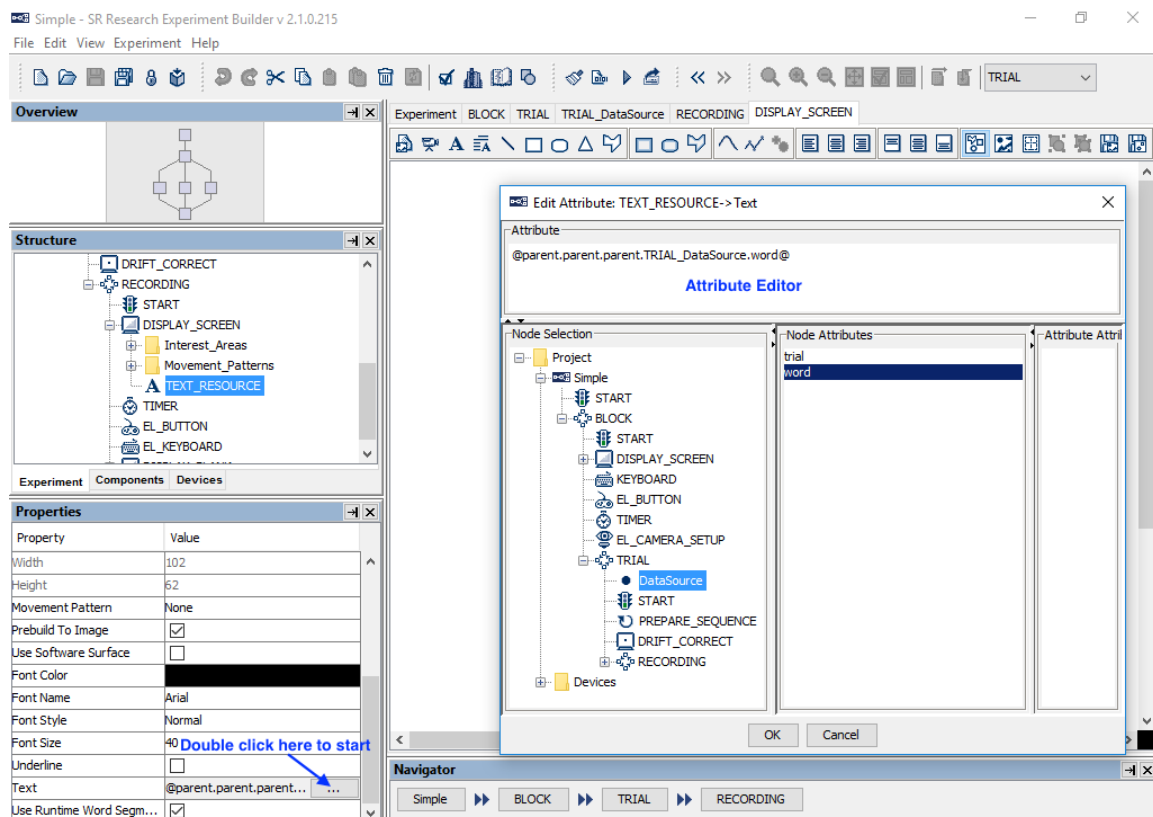 Simple - SR Research Experiment Builder v 2.1.0.215
File Edit View Experiment Help
TRIAL
Overview
Experiment BLOCK TRIAL TRIAL_DataSource RECORDING DISPLAY_SCREEN
Structure
DRIFT_CORRECT
RECORDING
START
DISPLAY_SCREEN
Interest_Areas
Movement_Patterns
TEXT_RESOURCE
TIMER
EL_BUTTON
EL_KEYBOARD
Experiment Components Devices
Properties
Property Value
Width 102
Height 62
Movement Pattern None
Prebuild To Image
Use Software Surface
Font Color
Font Name Arial
Font Style Normal
Font Size 40
Double click here to start
Underline
Text @parent.parent.parent... ...
Use Runtime Word Segm...
Edit Attribute: TEXT_RESOURCE->Text
Attribute
@parent.parent.parent.TRIAL_DataSource.word@
Attribute Editor
Node Selection
Project
Simple
START
BLOCK
START
DISPLAY_SCREEN
KEYBOARD
EL_BUTTON
TIMER
EL_CAMERA_SETUP
TRIAL
DataSource
START
PREPARE_SEQUENCE
DRIFT_CORRECT
RECORDING
Devices
Node Attributes
trial
word
Attribute Attri
OK Cancel
Navigator
Simple BLOCK TRIAL RECORDING